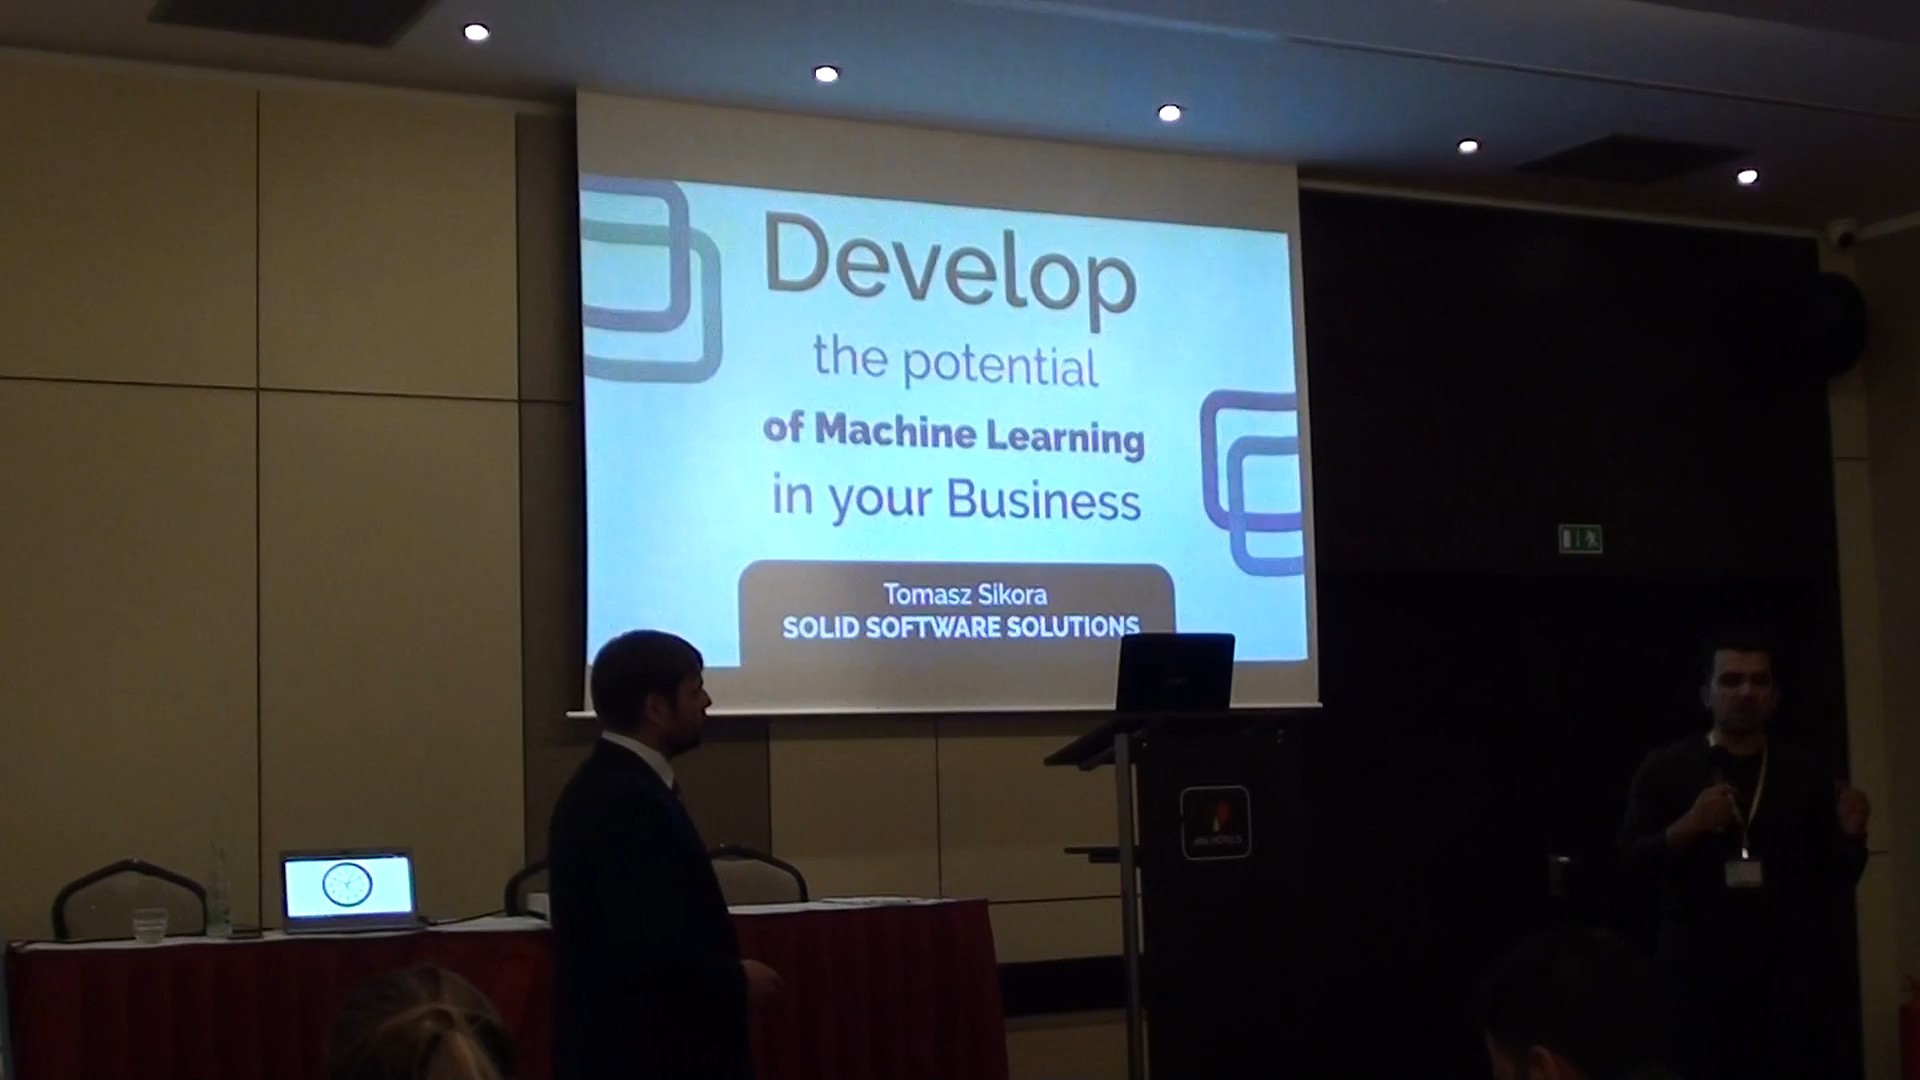 Develop
the potential
of Machine Learning
in your Business
Tomasz Sikora
SOLID SOFTWARE SOLUTIONS